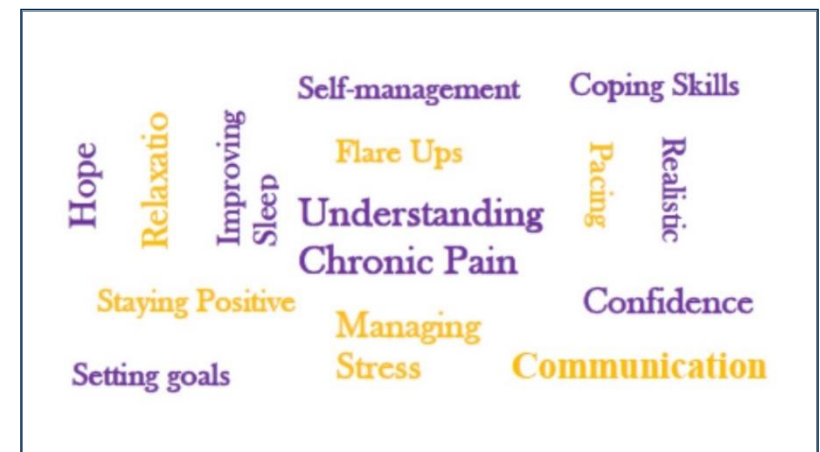 Self-management
Coping Skills
Hope
Relaxatio
Improving
Sleep
Flare Ups
Pacing
Realistic
Understanding
Chronic Pain
Staying Positive
Confidence
Managing
Stress
Setting goals
Communication